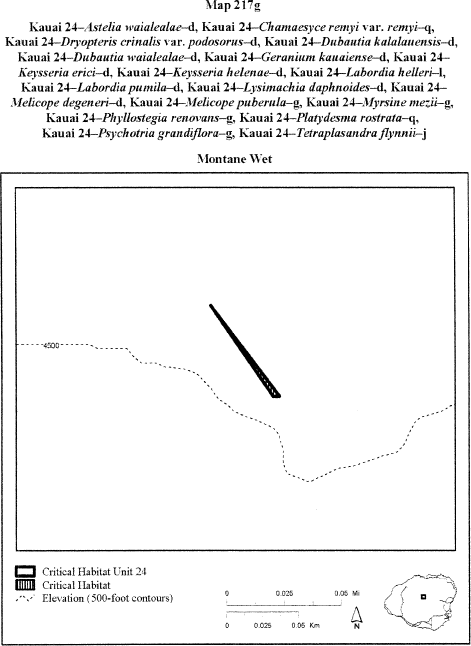 Map 217g
Kauai 24–Astelia waialealae–d, Kauai 24–Chamaesyce remyi var. remyi–q,
Kauai 24–Dryopteris crinalis var. podosorus–d, Kauai 24–Dubautia kalalauensis–d,
Kauai 24–Dubautia waialealae–d, Kauai 24–Geranium kauaiense–d, Kauai 24–
Keysseria erici–d, Kauai 24–Keysseria helenae–d, Kauai 24–Labordia helleri–l,
Kauai 24–Labordia pumila–d, Kauai 24–Lysimachia daphnoides–d, Kauai 24–
Melicope degeneri–d, Kauai 24–Melicope puberula–g, Kauai 24–Myrsine mezii–g,
Kauai 24–Phyllostegia renovans–g, Kauai 24–Platydesma rostrata–q,
Kauai 24–Psychotria grandiflora–g, Kauai 24–Tetraplasandra flynnii–j
Montane Wet
4500
Critical Habitat Unit 24
Critical Habitat
Elevation (500-foot contours)
0 0.025 0.05 Mi
0 0.025 0.05 Km
N